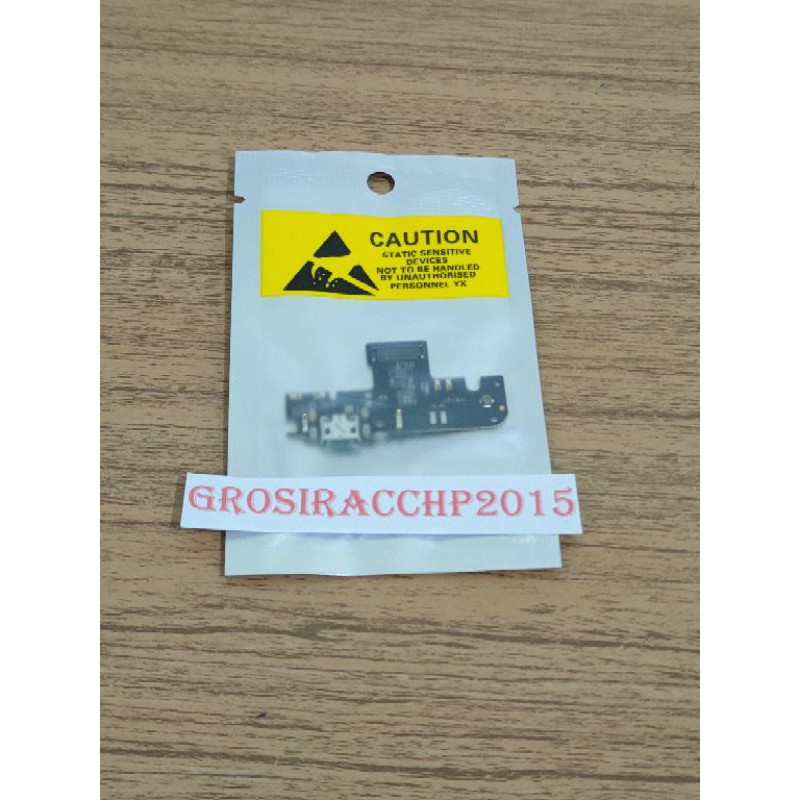 CAUTION
STATIC SENSITIVE
DEVICES
NOT TO BE HANDLED
BY UNAUTHORISED
PERSONNEL YX
GROSIRACCHP2015